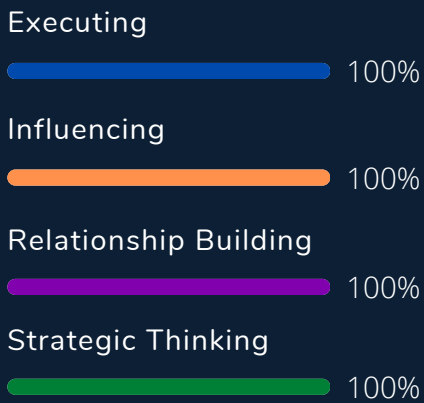 Executing
100%
Influencing
100%
Relationship Building
100%
Strategic Thinking
100%